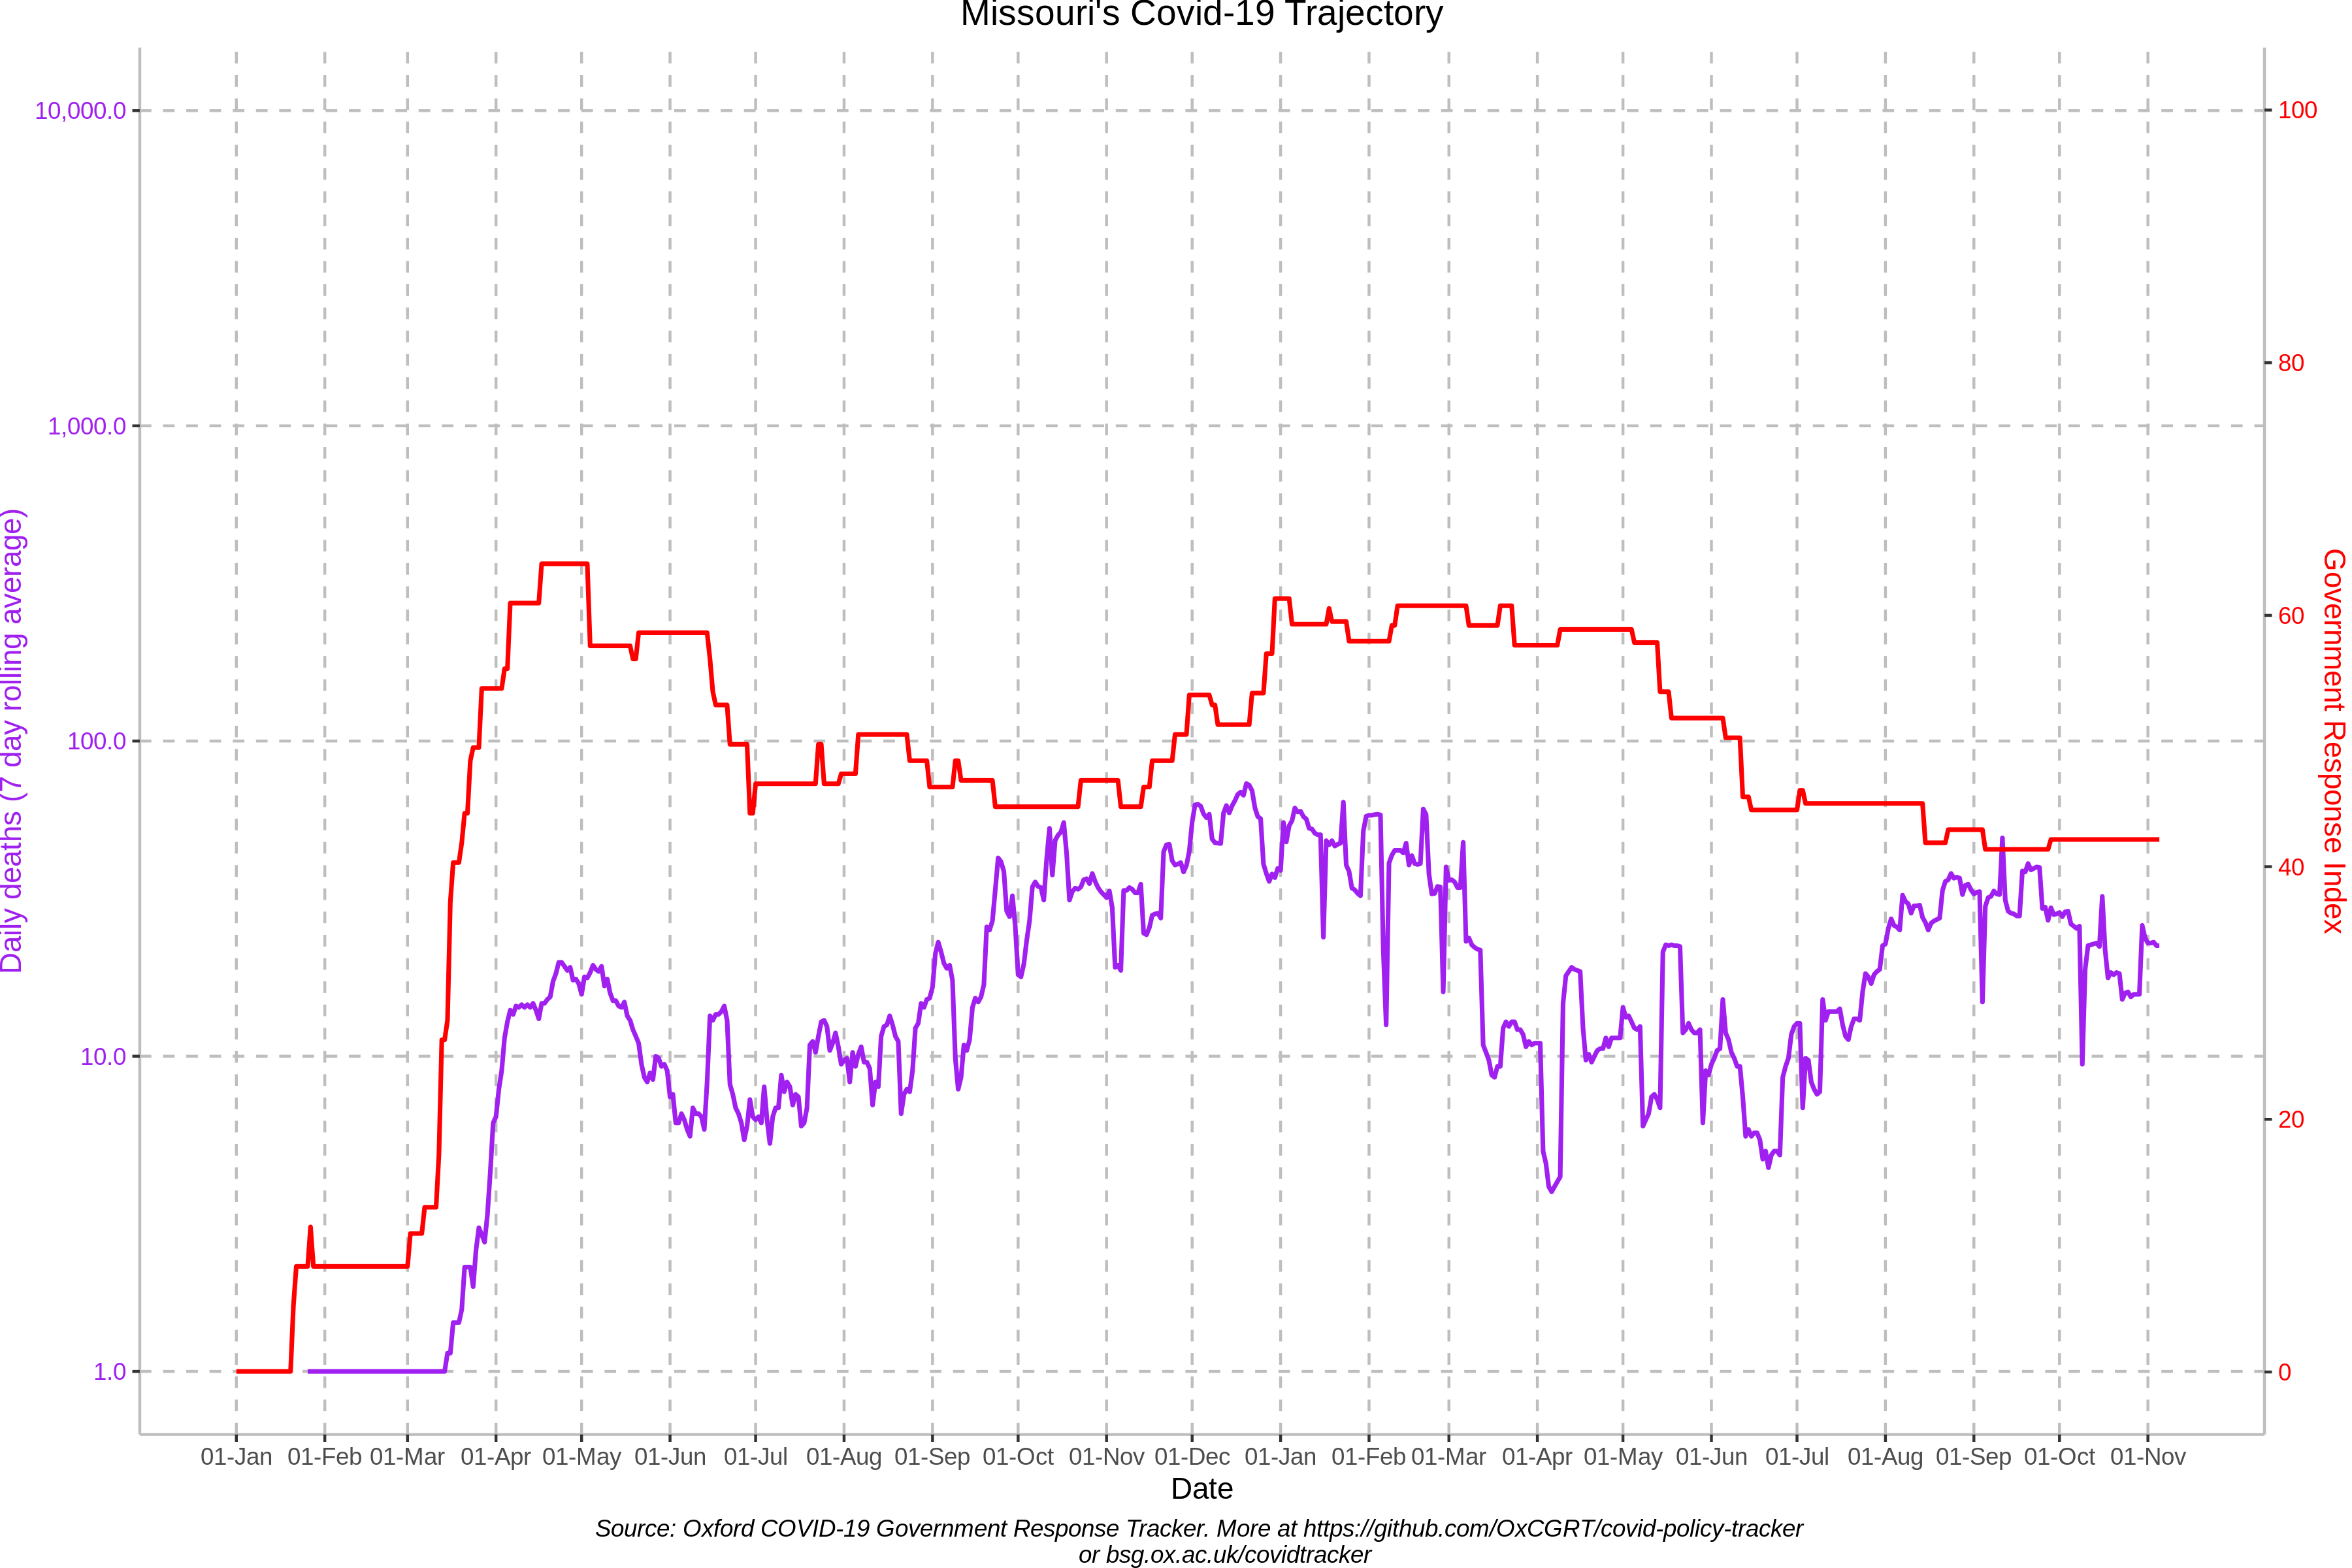 Missouri's Covid-19 Trajectory
10,000.0
1,000.0
100.0
10.0
1.0
Daily deaths (7 day rolling average)
100
80
60
40
20
0
Government Response Index
01-Jan 01-Feb 01-Mar 01-Apr 01-May 01-Jun 01-Jul 01-Aug 01-Sep 01-Oct 01-Nov 01-Dec 01-Jan 01-Feb 01-Mar 01-Apr 01-May 01-Jun 01-Jul 01-Aug 01-Sep 01-Oct 01-Nov
Date
Source: Oxford COVID-19 Government Response Tracker. More at https://github.com/OxCGRT/covid-policy-tracker
or bsg.ox.ac.uk/covidtracker